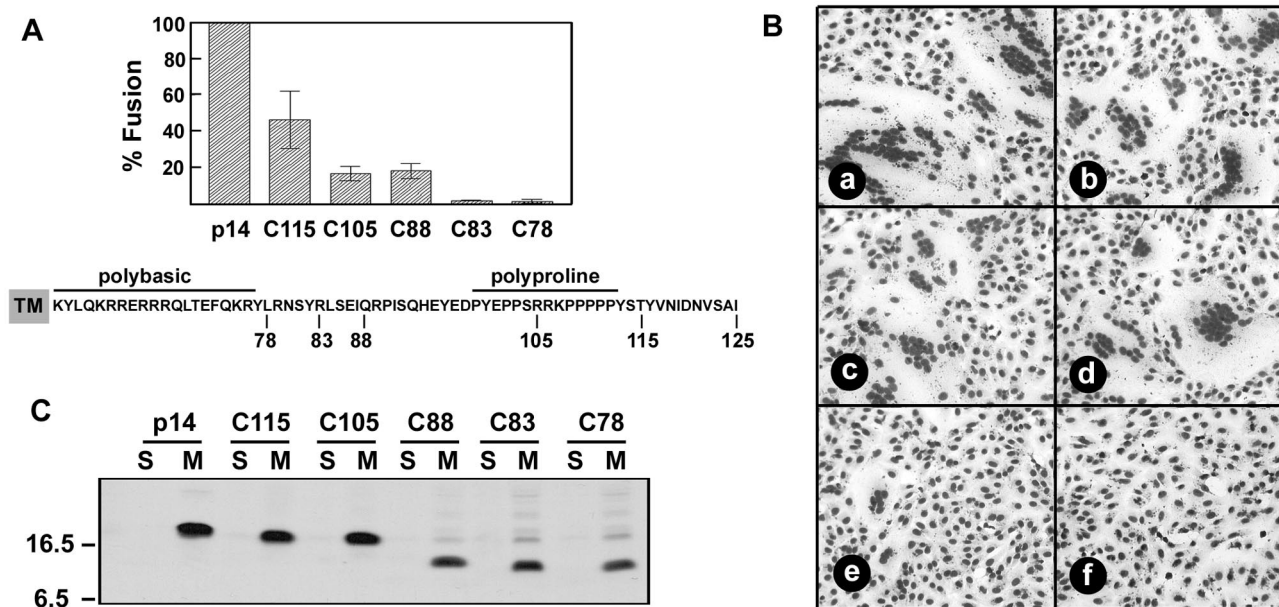 A
100
80
60
40
20
% Fusion
p14 C115 C105 C88 C83 C78
polybasic polyproline
TM KYLQKRRERRRQLTEFQKRYLRNSYRLSEIQRPISQHEYEDPYEPPSRRKPPPPPYSTYVNIDNVSAI
78 83 88 105 115 125
C
p14 C115 C105 C88 C83 C78
S M S M S M S M S M S M
16.5
6.5
B
a b
c d
e f